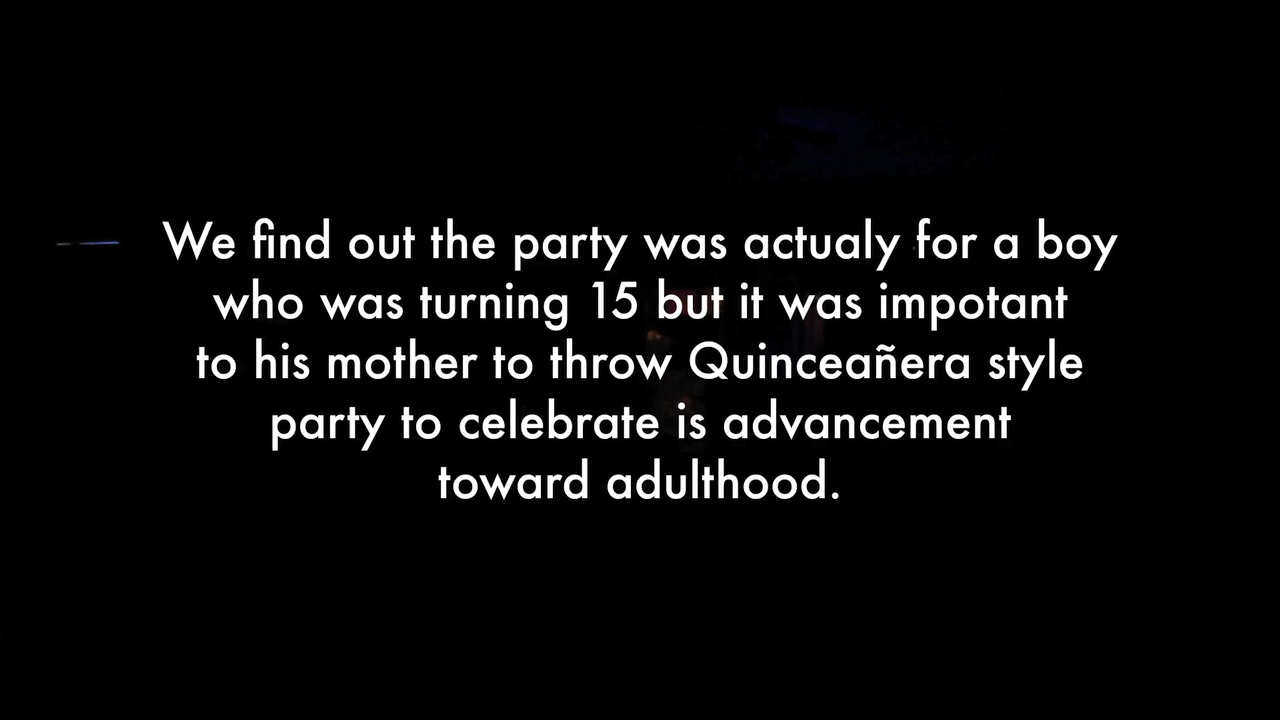 We find out the party was actualy for a boy
who was turning 15 but it was impotant
to his mother to throw Quinceañera style
party to celebrate is advancement
toward adulthood.